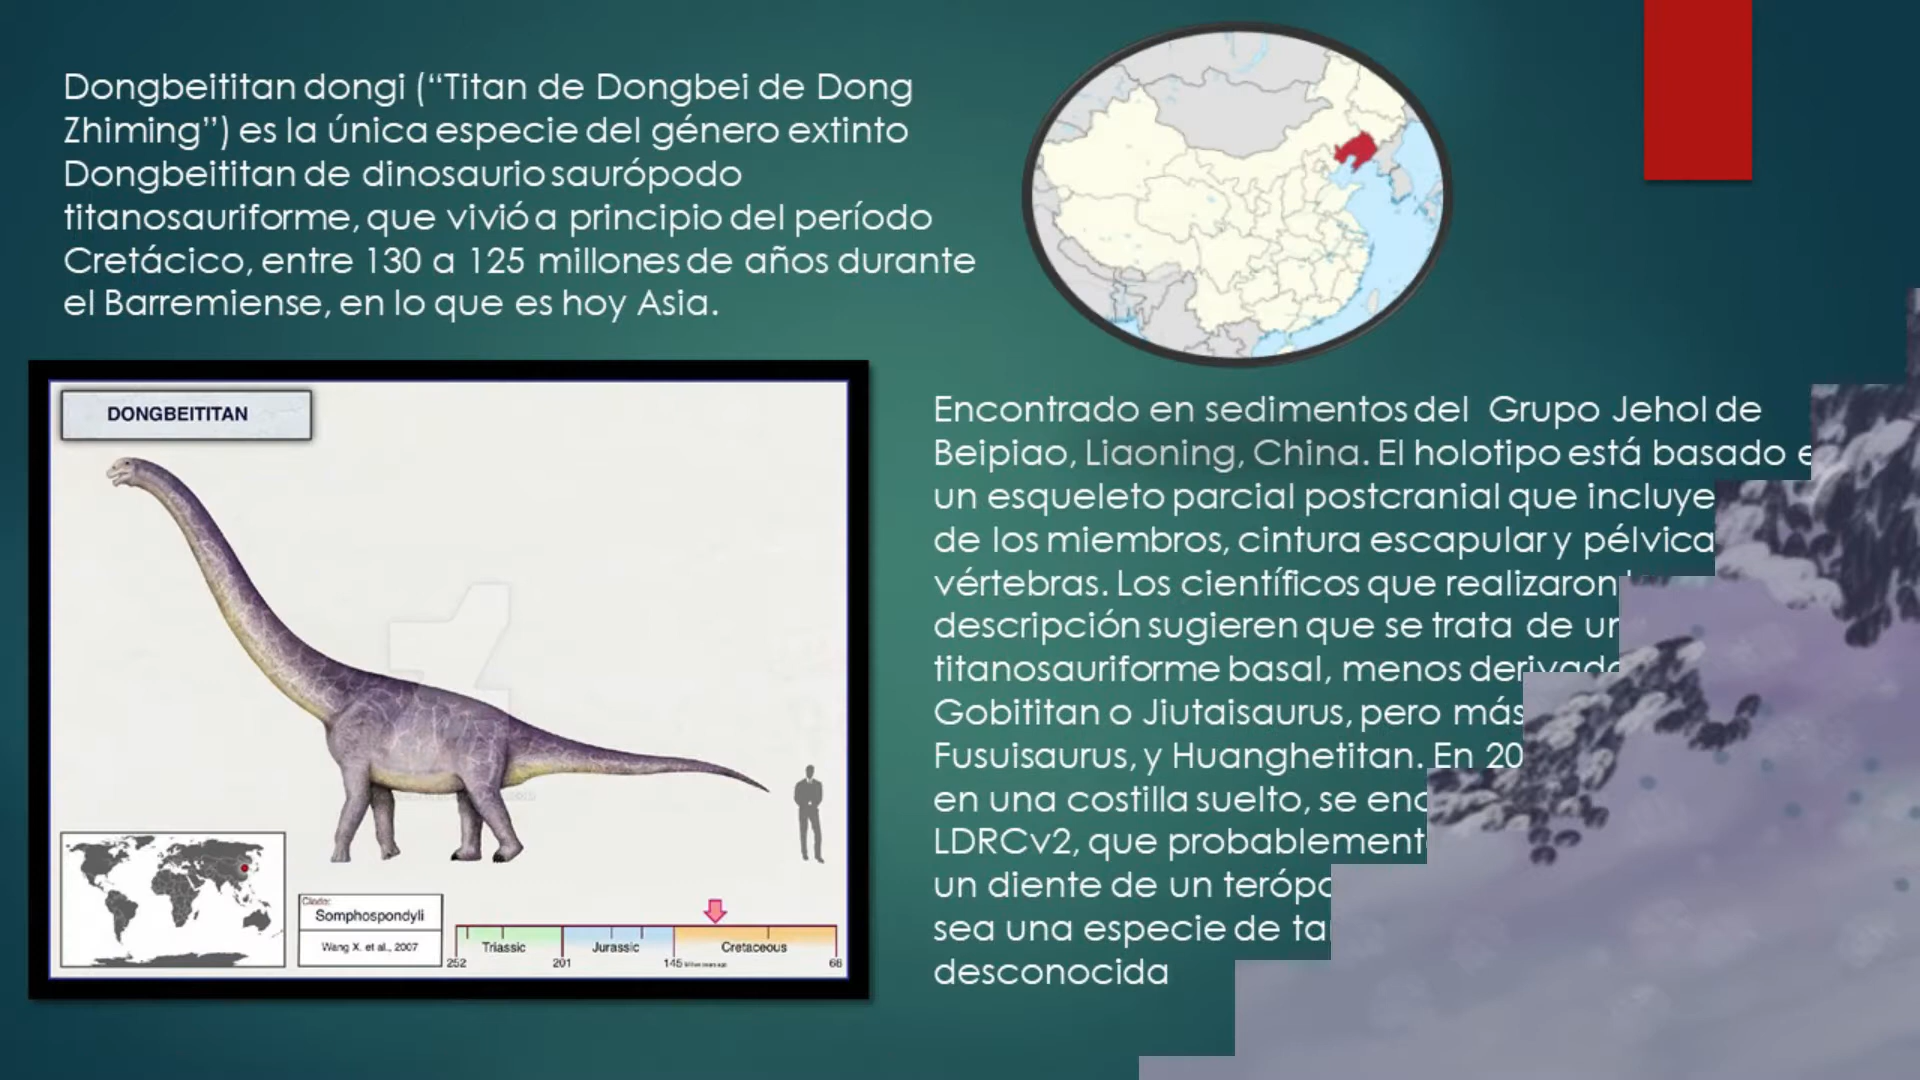 Dongbeititan dongi (“Titan de Dongbei de Dong
Zhiming”) es la única especie del género extinto
Dongbeititan de dinosaurio saurópodo
titanosauriforme, que vivió a principio del período
Cretácico, entre 130 a 125 millones de años durante
el Barremiense, en lo que es hoy Asia.
DONGBEITITAN
Clade:
Somphospondyli
Wang X. et al., 2007
Triassic Jurassic Cretaceous
252 201 145 66
Encontrado en sedimentos del Grupo Jehol de
Beipiao, Liaoning, China. El holotipo está basado
un esqueleto parcial postcranial que incluye
de los miembros, cintura escapular y pélvica
vértebras. Los científicos que realizaron
descripción sugieren que se trata de
titanosauriforme basal, menos
Gobititan o Jiutaisaurus, pero más
Fusuisaurus, y Huanghetitan. En 20
en una costilla suelto, se
LDRCv2, que
un diente de un
sea una especie de
desconocida